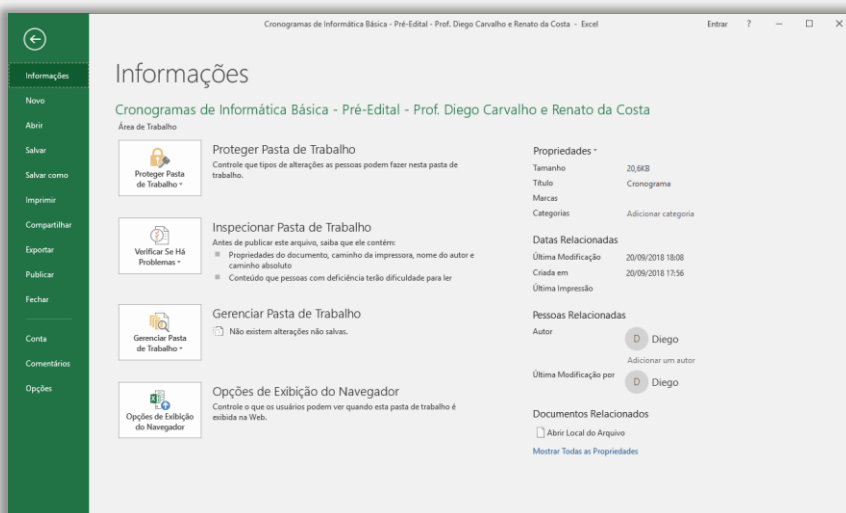 Cronogramas de Informática Básica - Pré-Edital - Prof. Diego Carvalho e Renato da Costa - Excel
Entrar ?
Informações
Novo
Abrir
Salvar
Salvar como
Imprimir
Compartilhar
Exportar
Publicar
Fechar
Conta
Comentários
Opções
Informações
Cronogramas de Informática Básica - Pré-Edital - Prof. Diego Carvalho e Renato da Costa
Área de Trabalho
Proteger Pasta
de Trabalho
Proteger Pasta de Trabalho
Controle que tipos de alterações as pessoas podem fazer nesta pasta de
trabalho.
Verificar Se Há
Problemas
Inspecionar Pasta de Trabalho
Antes de publicar este arquivo, saiba que ele contém:
Propriedades do documento, caminho da impressora, nome do autor e
caminho absoluto
Conteúdo que pessoas com deficiência terão dificuldade para ler
Gerenciar Pasta
de Trabalho
Gerenciar Pasta de Trabalho
Não existem alterações não salvas.
Opções de Exibição
do Navegador
Opções de Exibição do Navegador
Controle o que os usuários podem ver quando esta pasta de trabalho é
exibida na Web.
Propriedades
Tamanho 20,6KB
Título Cronograma
Marcas
Categorias Adicionar categoria
Datas Relacionadas
Última Modificação 20/09/2018 18:08
Criada em 20/09/2018 17:56
Última Impressão
Pessoas Relacionadas
Autor
D Diego
Adicionar um autor
Última Modificação por
D Diego
Documentos Relacionados
Abrir Local do Arquivo
Mostrar Todas as Propriedades